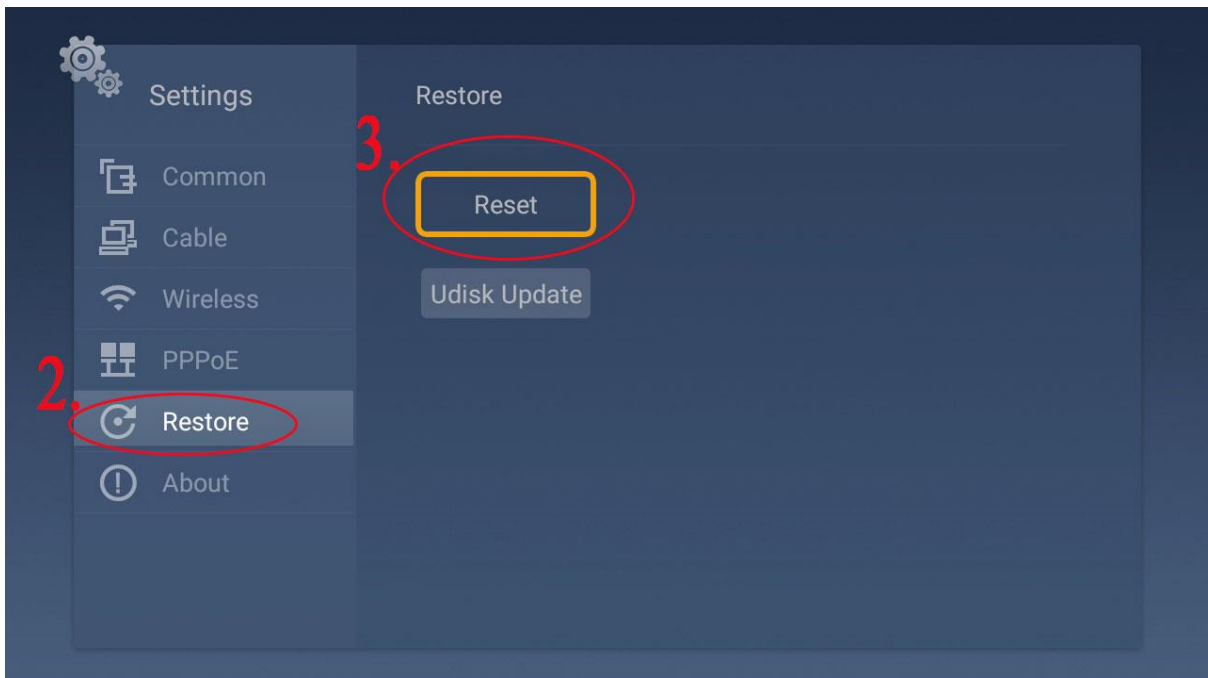 Settings
Restore
3.
Common
Reset
Cable
Wireless
Udisk Update
PPPoE
2.
Restore
About